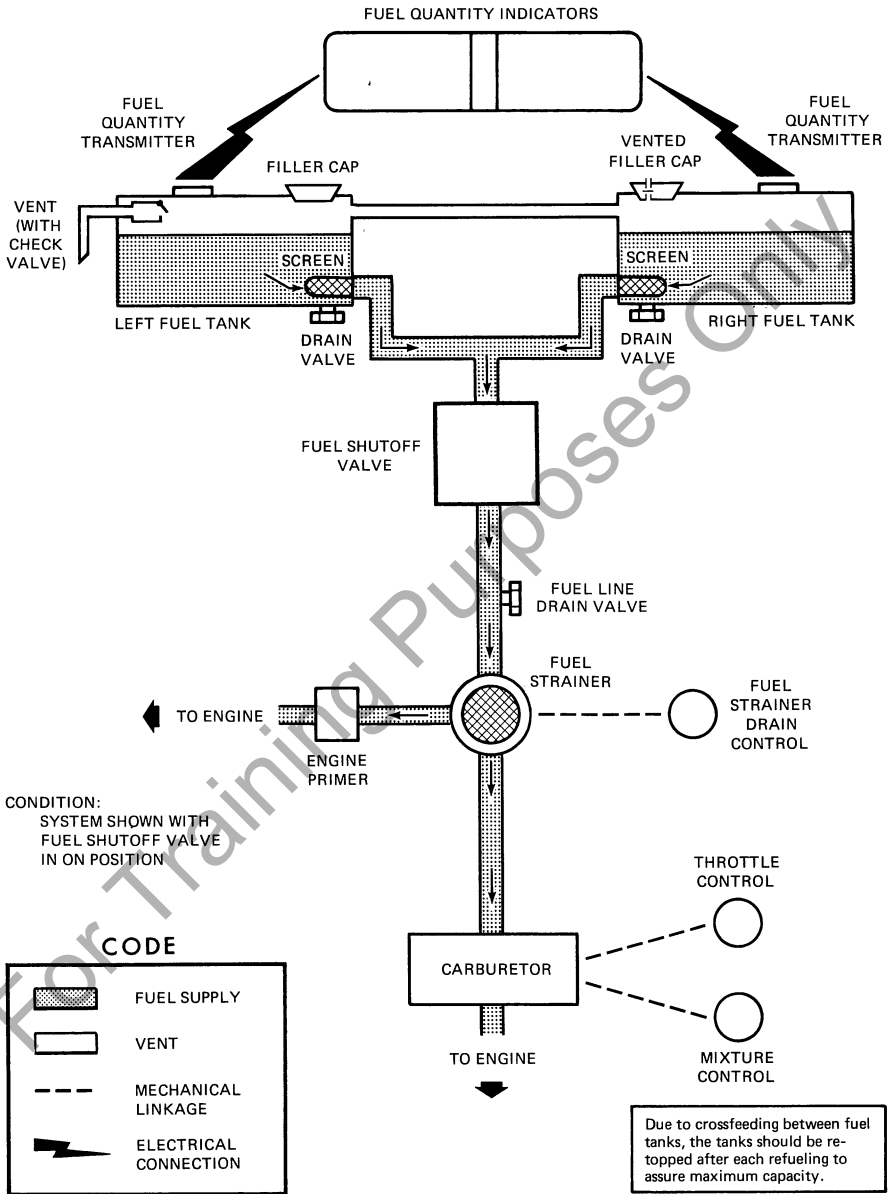 FUEL QUANTITY INDICATORS
FUEL
QUANTITY
TRANSMITTER
FUEL
QUANTITY
TRANSMITTER
FILLER CAP
VENTED
FILLER CAP
VENT
(WITH
CHECK
VALVE)
SCREEN
SCREEN
LEFT FUEL TANK
DRAIN
VALVE
DRAIN
VALVE
RIGHT FUEL TANK
FUEL SHUTOFF
VALVE
FUEL LINE
DRAIN VALVE
FUEL
STRAINER
FUEL
STRAINER
DRAIN
CONTROL
TO ENGINE
ENGINE
PRIMER
CONDITION:
SYSTEM SHOWN WITH
FUEL SHUTOFF VALVE
IN ON POSITION
THROTTLE
CONTROL
CARBURETOR
TO ENGINE
MIXTURE
CONTROL
CODE
FUEL SUPPLY
VENT
MECHANICAL
LINKAGE
ELECTRICAL
CONNECTION
Due to crossfeeding between fuel
tanks, the tanks should be re-
topped after each refueling to
assure maximum capacity.
For Training Purposes Only